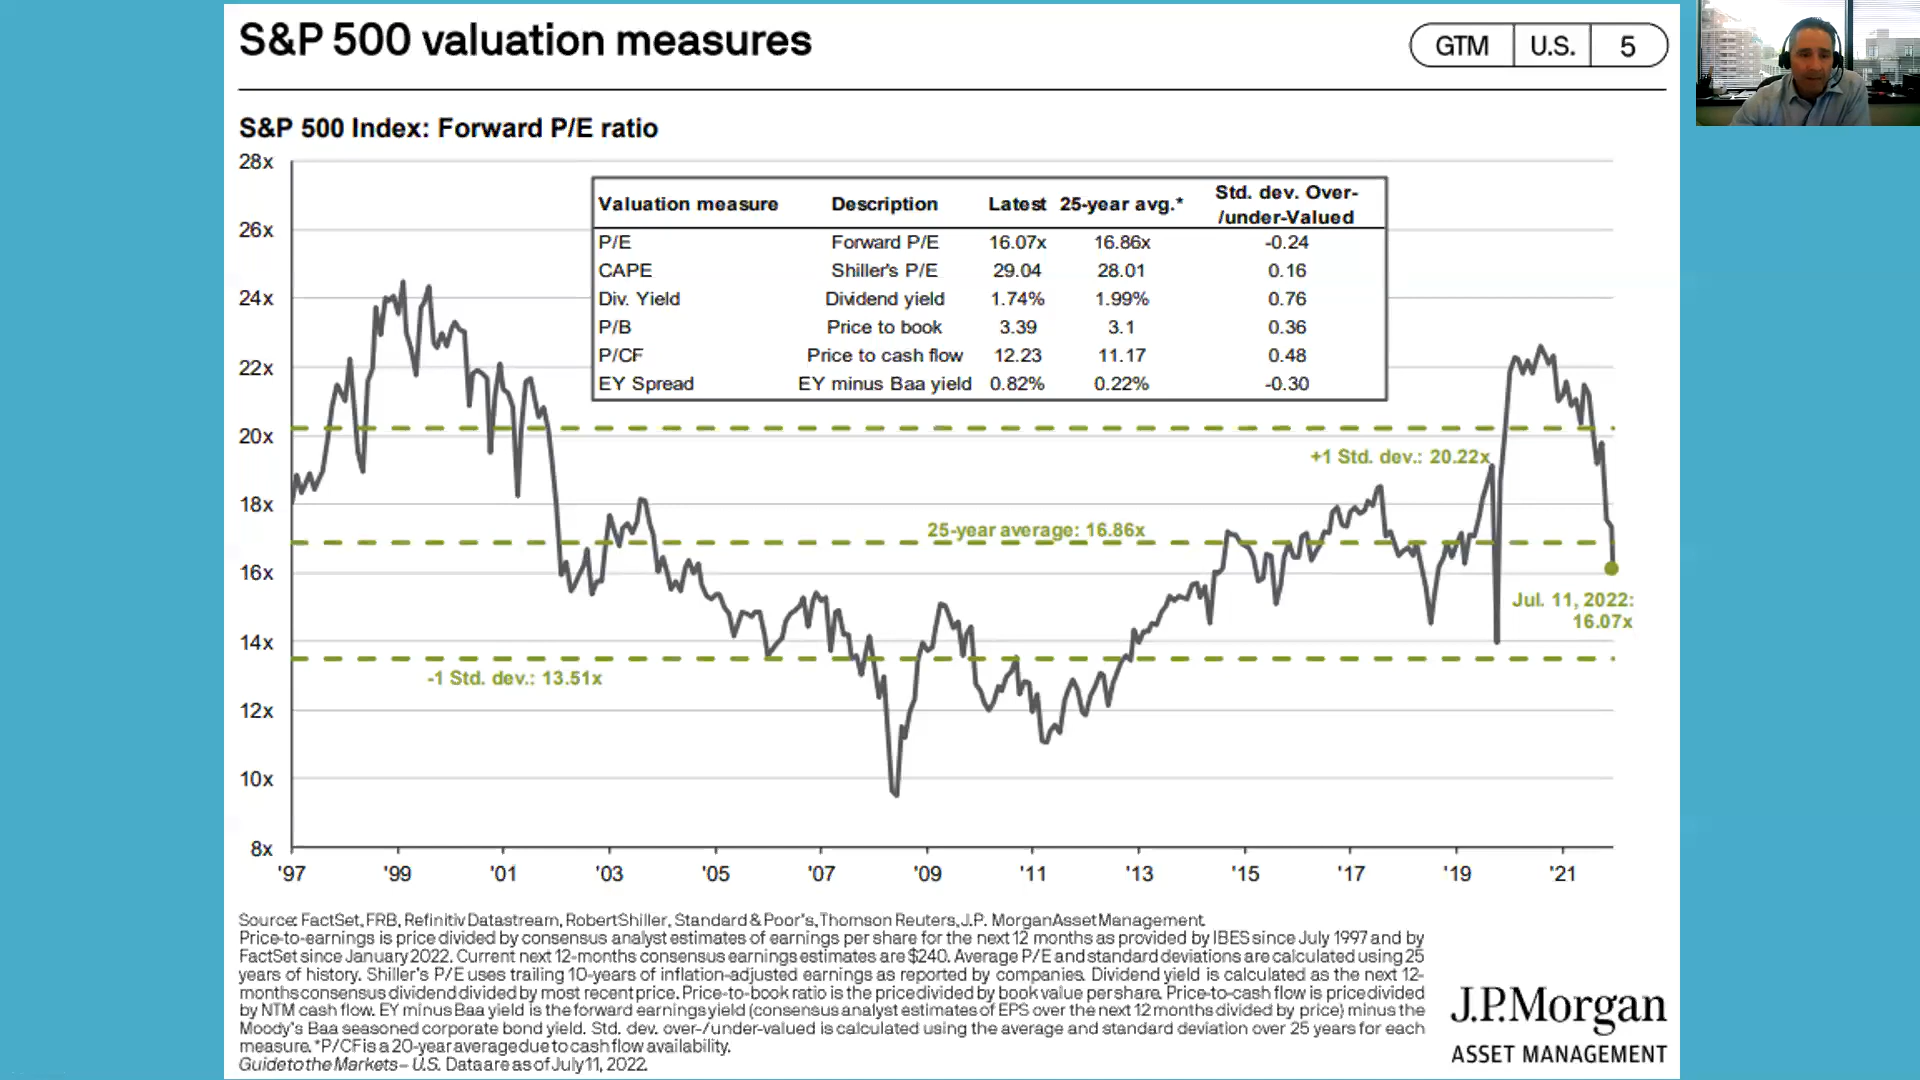 S&P 500 valuation measures
GTM U.S. 5
S&P 500 Index: Forward P/E ratio
28x
26x
24x
22x
20x
18x
16x
14x
12x
10x
8x
Valuation measure Description Latest 25-year avg.* Std. dev. Over-
/under-Valued
P/E Forward P/E 16.07x 16.86x -0.24
CAPE Shiller's P/E 29.04 28.01 0.16
Div. Yield Dividend yield 1.74% 1.99% 0.76
P/B Price to book 3.39 3.1 0.36
P/CF Price to cash flow 12.23 11.17 0.48
EY Spread EY minus Baa yield 0.82% 0.22% -0.30
+1 Std. dev.: 20.22x
25-year average: 16.86x
Jul. 11, 2022:
16.07x
-1 Std. dev.: 13.51x
'97 '99 '01 '03 '05 '07 '09 '11 '13 '15 '17 '19 '21
Source: FactSet, FRB, Refinitiv Datastream, Robert Shiller, Standard & Poor's, Thomson Reuters, J.P. Morgan Asset Management.
Price-to-earnings is price divided by consensus analyst estimates of earnings per share for the next 12 months as provided by IBES since July 1997 and by
FactSet since January 2022. Current next 12-months consensus earnings estimates are $240. Average P/E and standard deviations are calculated using 25
years of history. Shiller's P/E uses trailing 10-years of inflation-adjusted earnings as reported by companies. Dividend yield is calculated as the next 12-
months consensus dividend divided by most recent price. Price-to-book ratio is the price divided by book value per share. Price-to-cash flow is price divided
by NTM cash flow. EY minus Baa yield is the forward earnings yield (consensus analyst estimates of EPS over the next 12 months divided by price) minus the
Moody's Baa seasoned corporate bond yield. Std. dev. over-/under-valued is calculated using the average and standard deviation over 25 years for each
measure. *P/CF is a 20-year average due to cash flow availability.
Guide to the Markets – U.S. Data are as of July 11, 2022.
J.P.Morgan
ASSET MANAGEMENT